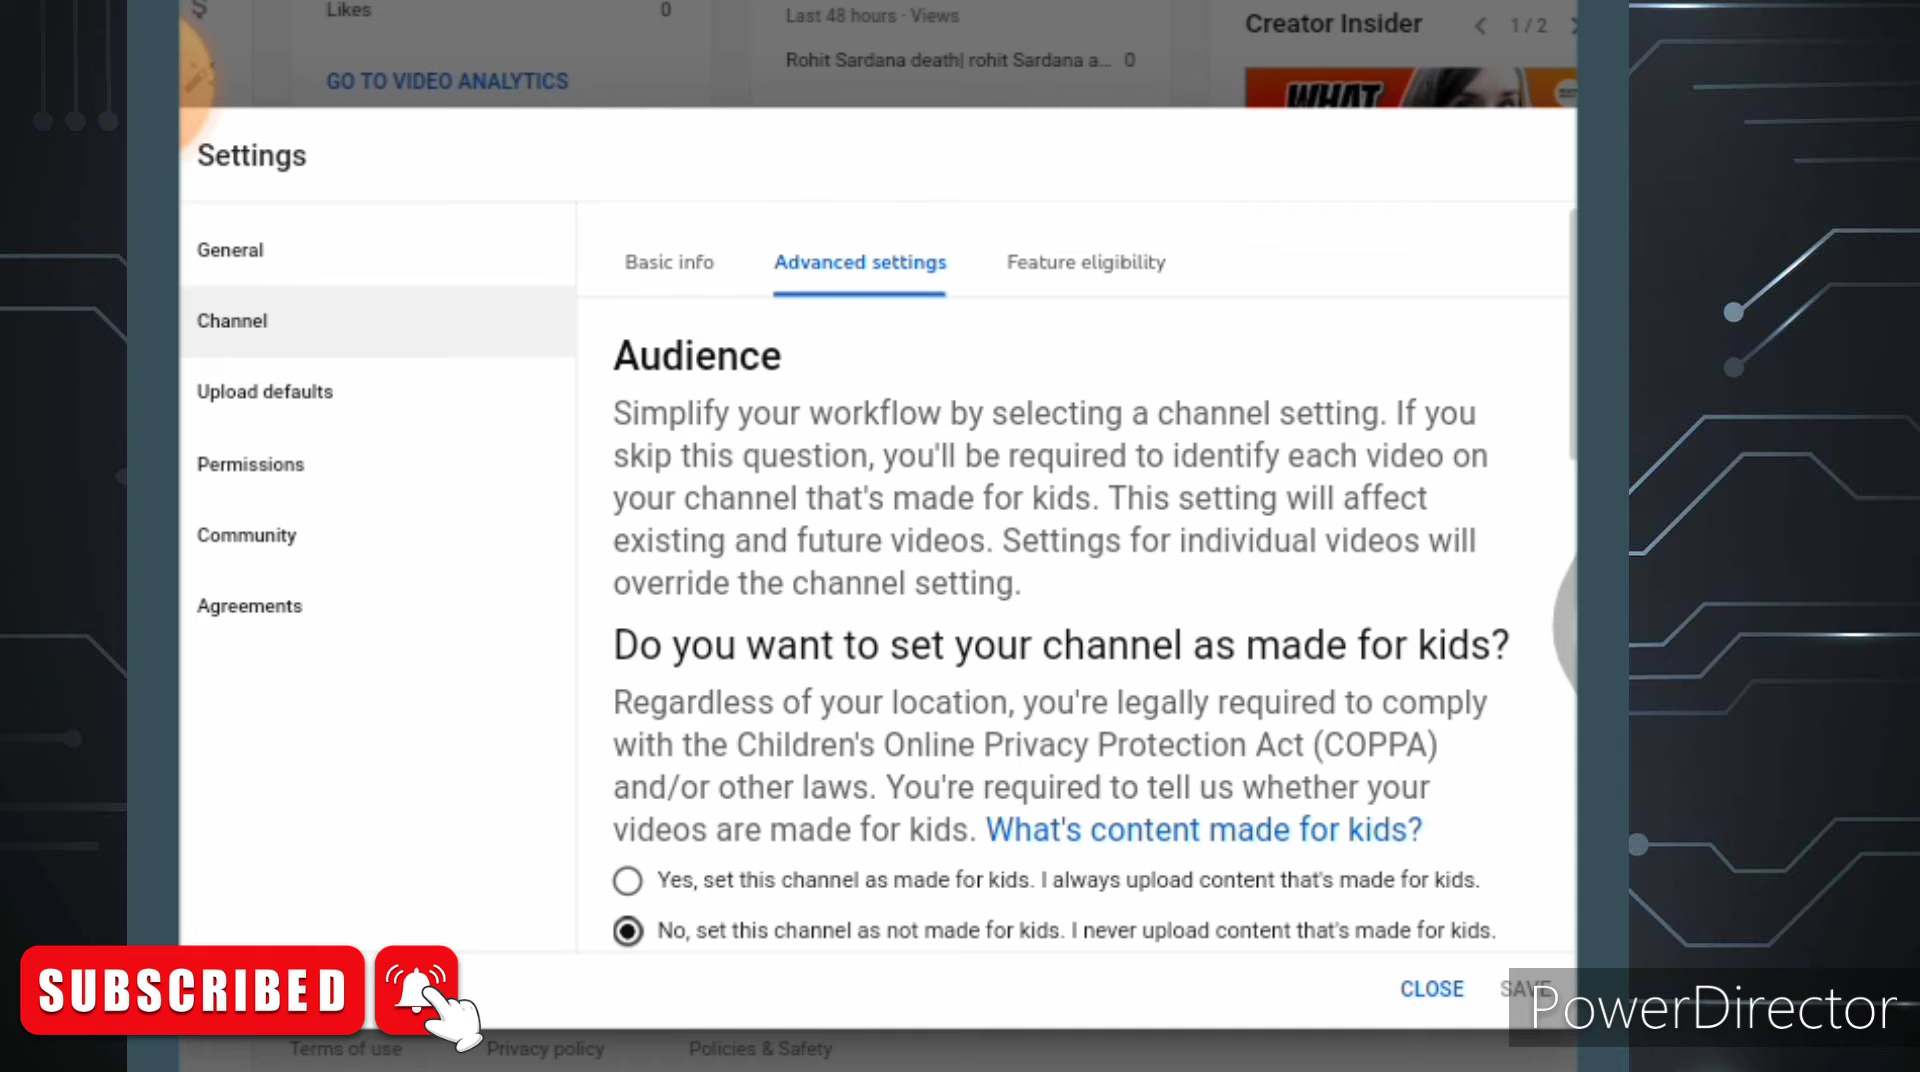 Likes 0
GO TO VIDEO ANALYTICS
Last 48 hours · Views
Rohit Sardana death| rohit Sardana a... 0
Creator Insider 1 / 2
WHAT
Settings
General
Channel
Upload defaults
Permissions
Community
Agreements
Basic info Advanced settings Feature eligibility
Audience
Simplify your workflow by selecting a channel setting. If you
skip this question, you'll be required to identify each video on
your channel that's made for kids. This setting will affect
existing and future videos. Settings for individual videos will
override the channel setting.
Do you want to set your channel as made for kids?
Regardless of your location, you're legally required to comply
with the Children's Online Privacy Protection Act (COPPA)
and/or other laws. You're required to tell us whether your
videos are made for kids. What's content made for kids?
Yes, set this channel as made for kids. I always upload content that's made for kids.
No, set this channel as not made for kids. I never upload content that's made for kids.
CLOSE SAVE
SUBSCRIBED
PowerDirector
Terms of use Privacy policy Policies & Safety